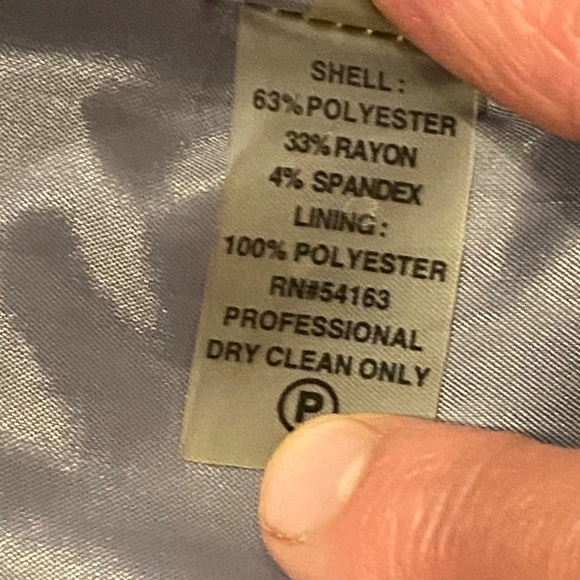 SHELL:
63% POLYESTER
33% RAYON
4% SPANDEX
LINING:
100% POLYESTER
RN#54163
PROFESSIONAL
DRY CLEAN ONLY
P